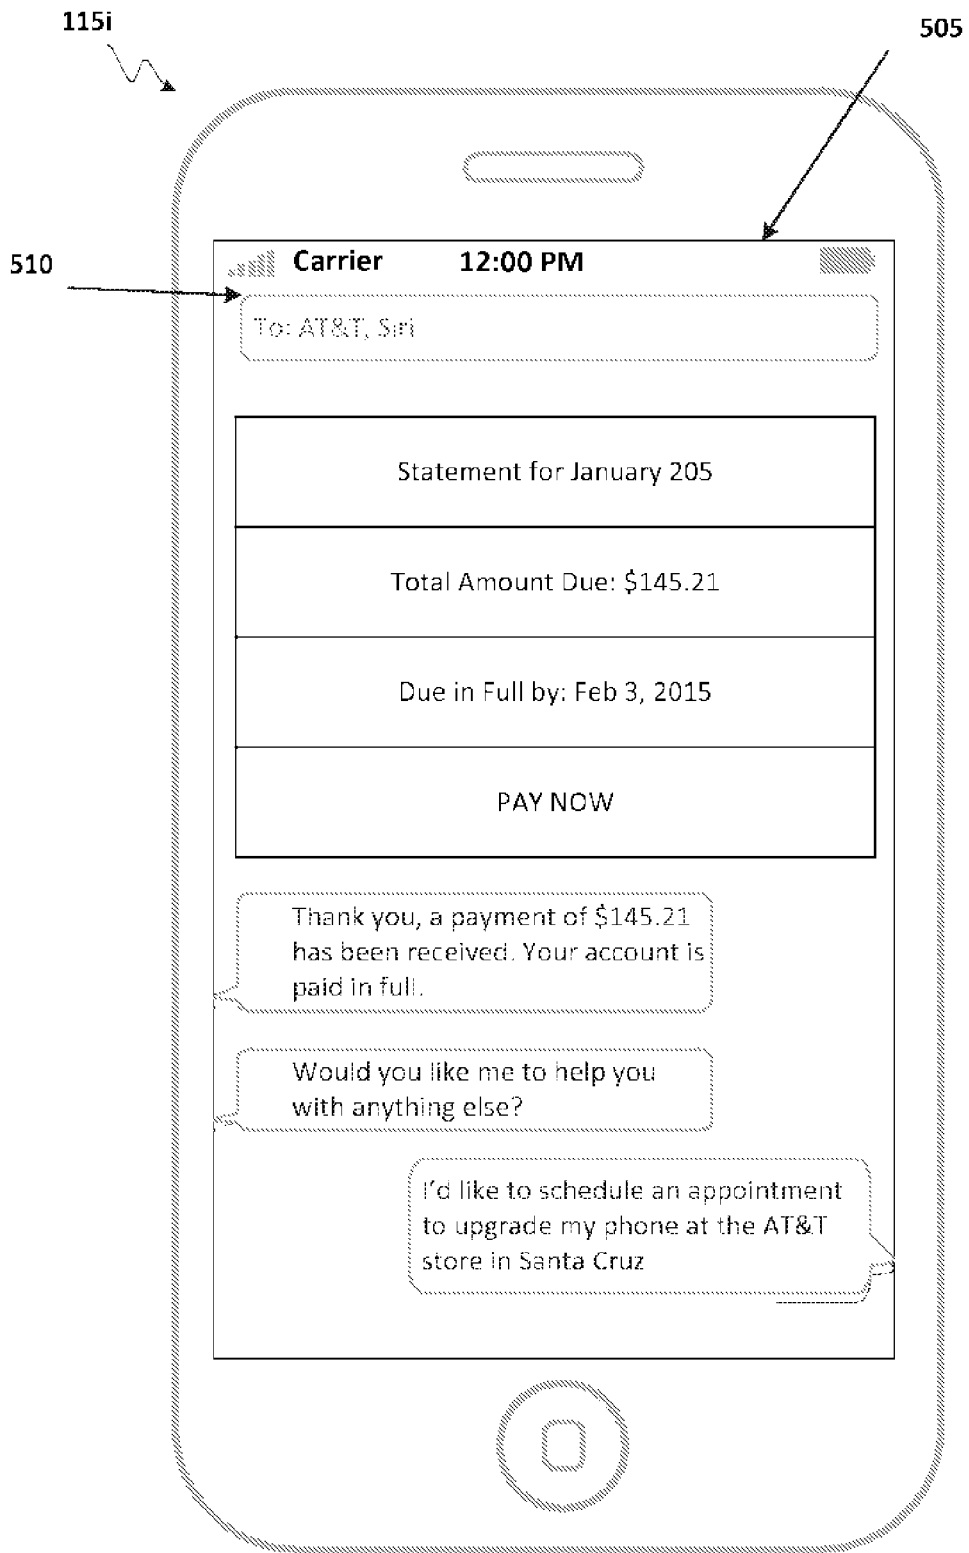 115i
505
510
Carrier 12:00 PM
To: AT&T, Siri
Statement for January 205
Total Amount Due: $145.21
Due in Full by: Feb 3, 2015
PAY NOW
Thank you, a payment of $145.21
has been received. Your account is
paid in full.
Would you like me to help you
with anything else?
I'd like to schedule an appointment
to upgrade my phone at the AT&T
store in Santa Cruz